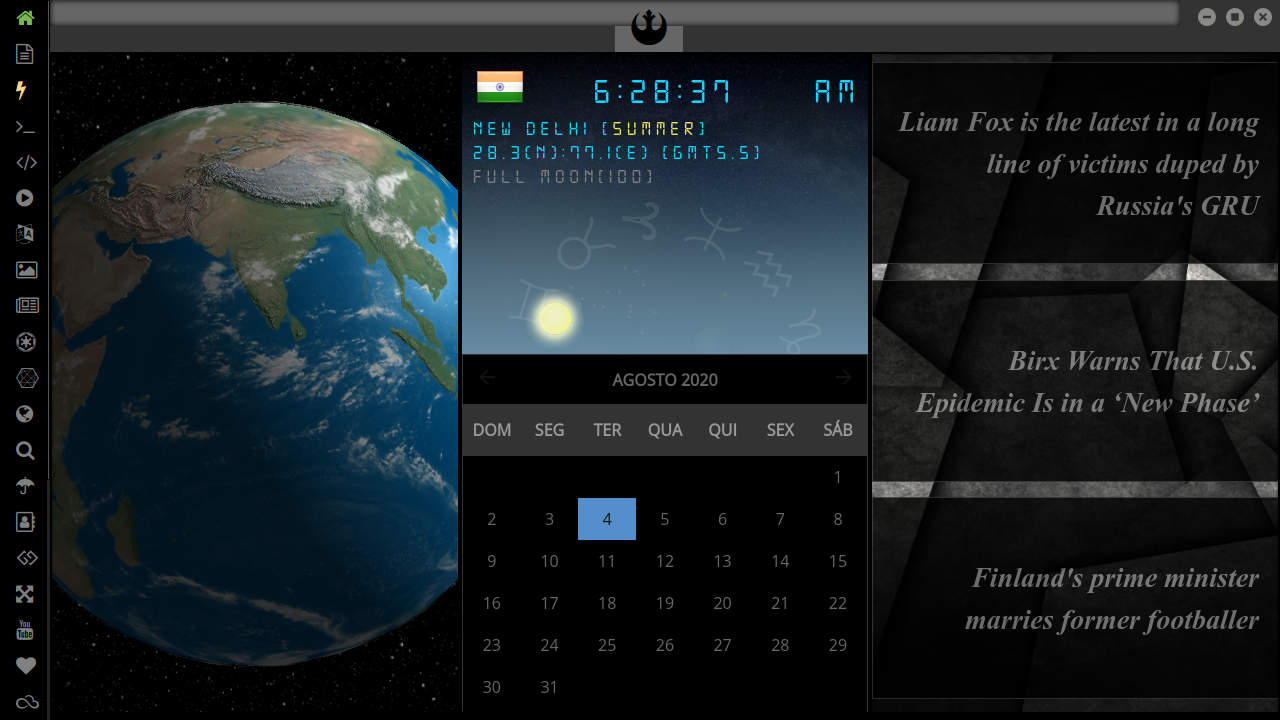 6:28:37 AM
NEW DELHI [SUMMER]
28.3(N):77.1(E) [GMT5.5]
FULL MOON[100]
AGOSTO 2020
DOM SEG TER QUA QUI SEX SÁB
1
2 3 4 5 6 7 8
9 10 11 12 13 14 15
16 17 18 19 20 21 22
23 24 25 26 27 28 29
30 31
Liam Fox is the latest in a long
line of victims duped by
Russia's GRU
Birx Warns That U.S.
Epidemic Is in a ‘New Phase’
Finland's prime minister
marries former footballer
You
Tube